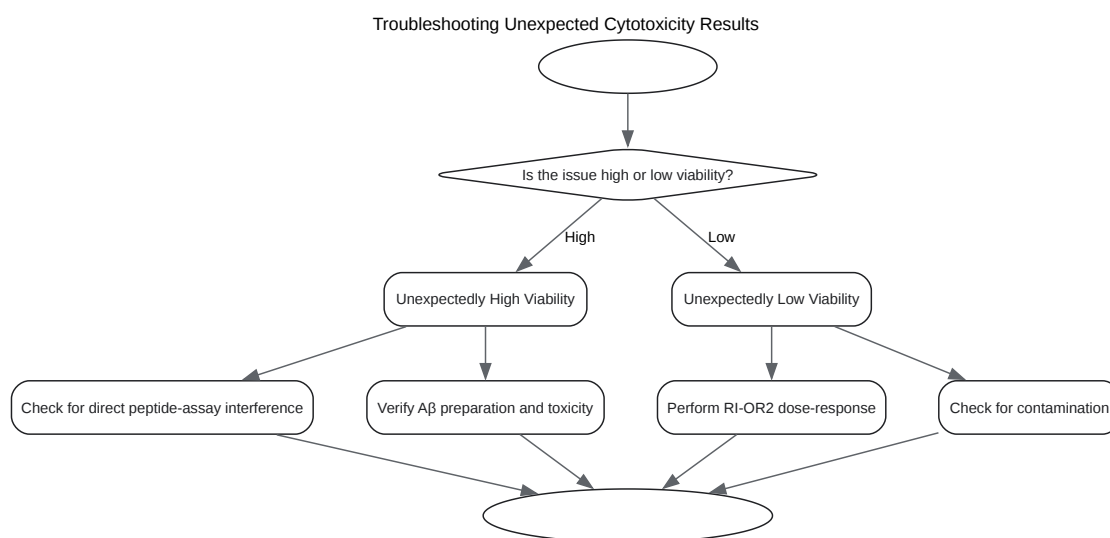 Troubleshooting Unexpected Cytotoxicity Results
Is the issue high or low viability?
High
Low
Unexpectedly High Viability
Unexpectedly Low Viability
Check for direct peptide-assay interference
Verify Aβ preparation and toxicity
Perform RI-OR2 dose-response
Check for contamination